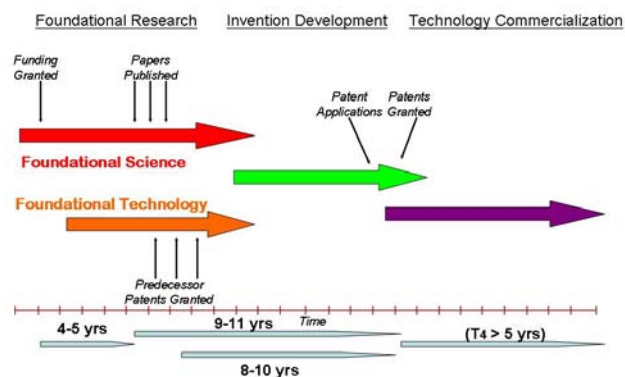 Foundational Research Invention Development Technology Commercialization
Funding Papers
Granted Published
Patent Patents
Applications Granted
Foundational Science
Foundational Technology
Predecessor
Patents Granted
4-5 yrs 9-11 yrs Time (T4 > 5 yrs)
8-10 yrs